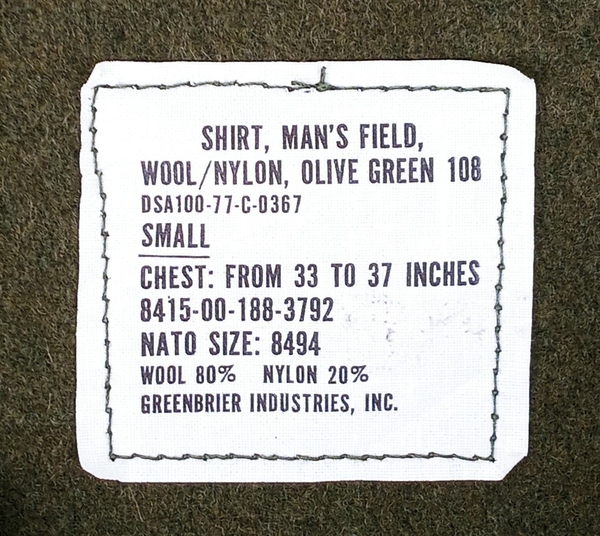 SHIRT, MAN'S FIELD,
WOOL/NYLON, OLIVE GREEN 108
DSA100-77-C-0367
SMALL
CHEST: FROM 33 TO 37 INCHES
8415-00-188-3792
NATO SIZE: 8494
WOOL 80% NYLON 20%
GREENBRIER INDUSTRIES, INC.